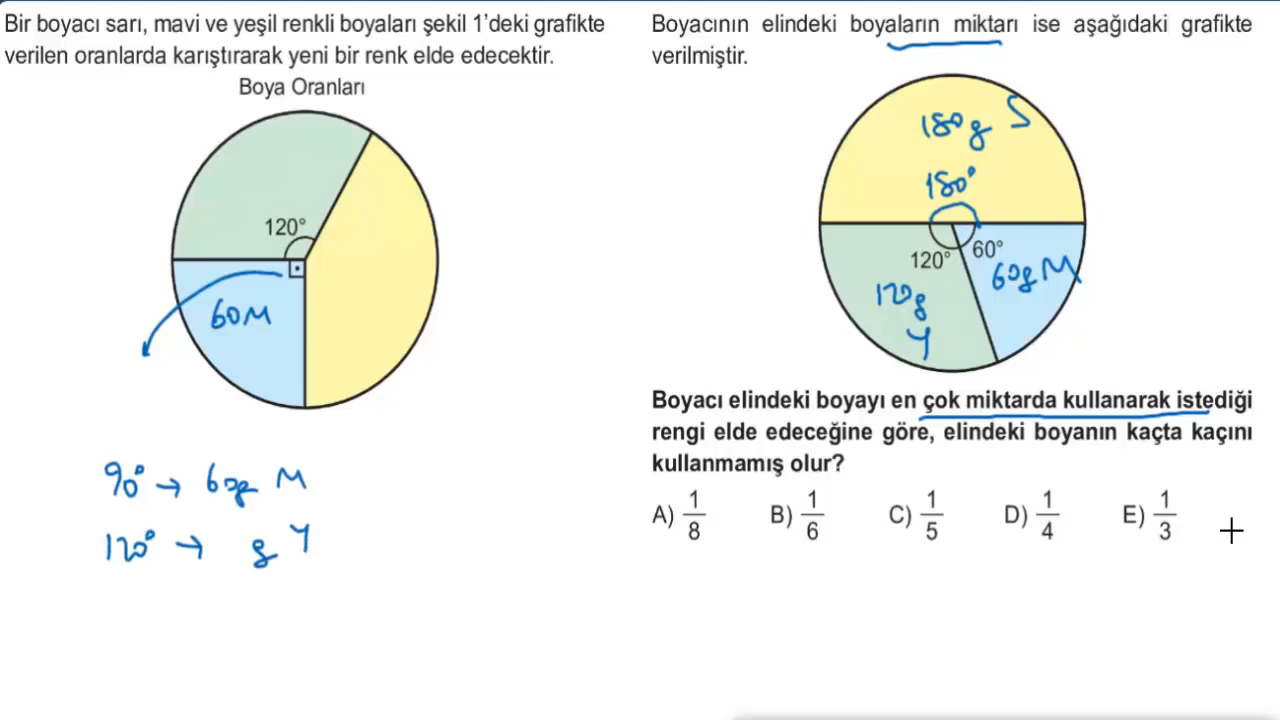 Bir boyacı sarı, mavi ve yeşil renkli boyaları şekil 1'deki grafikte
verilen oranlarda karıştırarak yeni bir renk elde edecektir.
Boya Oranları
120°
60M
90° → 60g M
120° → g Y
Boyacının elindeki boyaların miktarı ise aşağıdaki grafikte
verilmiştir.
180g S
180°
120° 60°
60g M
120g
Y
Boyacı elindeki boyayı en çok miktarda kullanarak istediği
rengi elde edeceğine göre, elindeki boyanın kaçta kaçını
kullanmamış olur?
A) 1/8 B) 1/6 C) 1/5 D) 1/4 E) 1/3